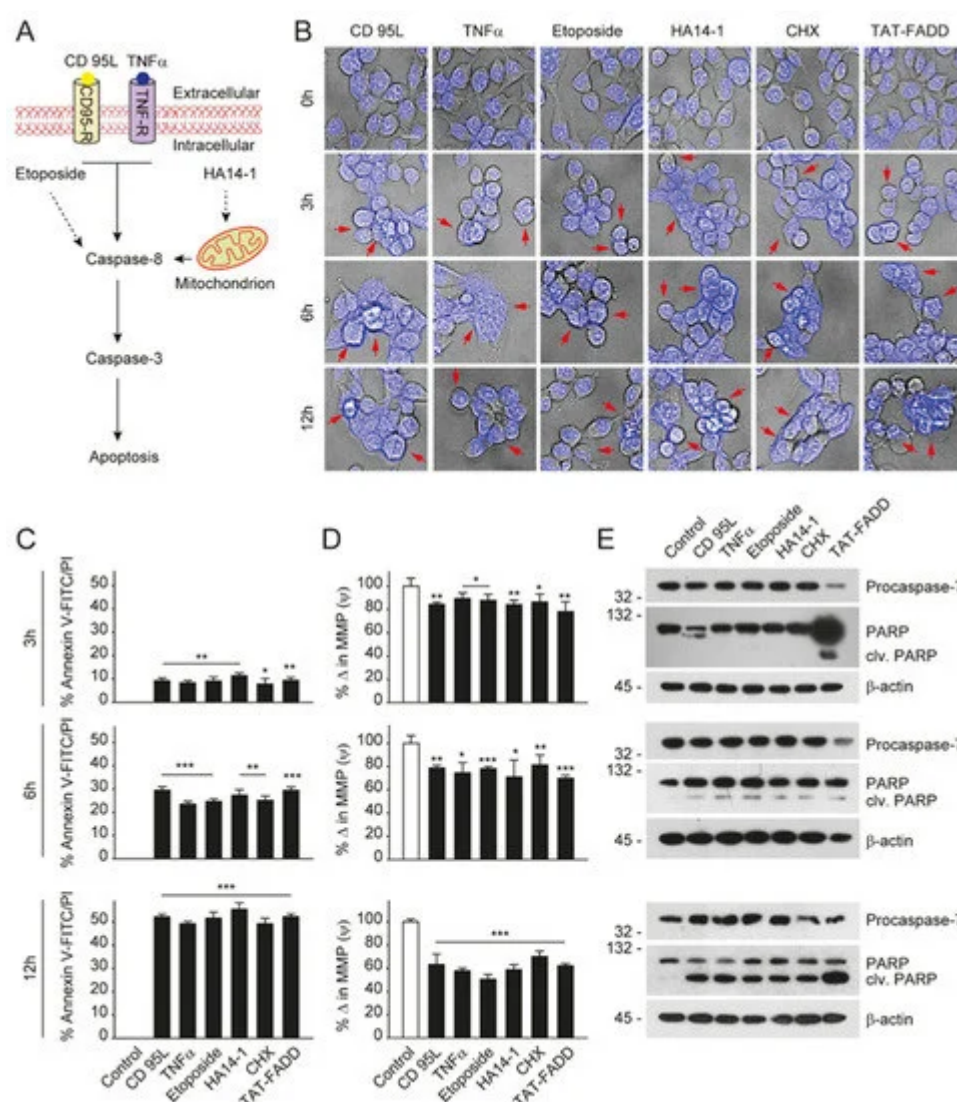 A
CD 95L TNFα
CD95-R
TNF-R
Extracellular
Intracellular
Etoposide
HA14-1
Caspase-8
Mitochondrion
Caspase-3
Apoptosis
B
CD 95L TNFα Etoposide HA14-1 CHX TAT-FADD
0h
3h
6h
12h
C
3h
% Annexin V-FITC/PI
50
40
30
20
10
0
** * **
6h
% Annexin V-FITC/PI
50
40
30
20
10
0
*** ** ***
12h
% Annexin V-FITC/PI
50
40
30
20
10
0
***
Control
CD 95L
TNFα
Etoposide
HA14-1
CHX
TAT-FADD
D
% Δ in MMP (ψ)
100
80
60
40
20
0
** * ** * **
% Δ in MMP (ψ)
100
80
60
40
20
0
** * *** * ** ***
% Δ in MMP (ψ)
100
80
60
40
20
0
***
Control
CD 95L
TNFα
Etoposide
HA14-1
CHX
TAT-FADD
E
Control
CD 95L
TNFα
Etoposide
HA14-1
CHX
TAT-FADD
32 - Procaspase-
132 -
PARP
clv. PARP
45 - β-actin
32 - Procaspase-
132 -
PARP
clv. PARP
45 - β-actin
32 - Procaspase-
132 -
PARP
clv. PARP
45 - β-actin